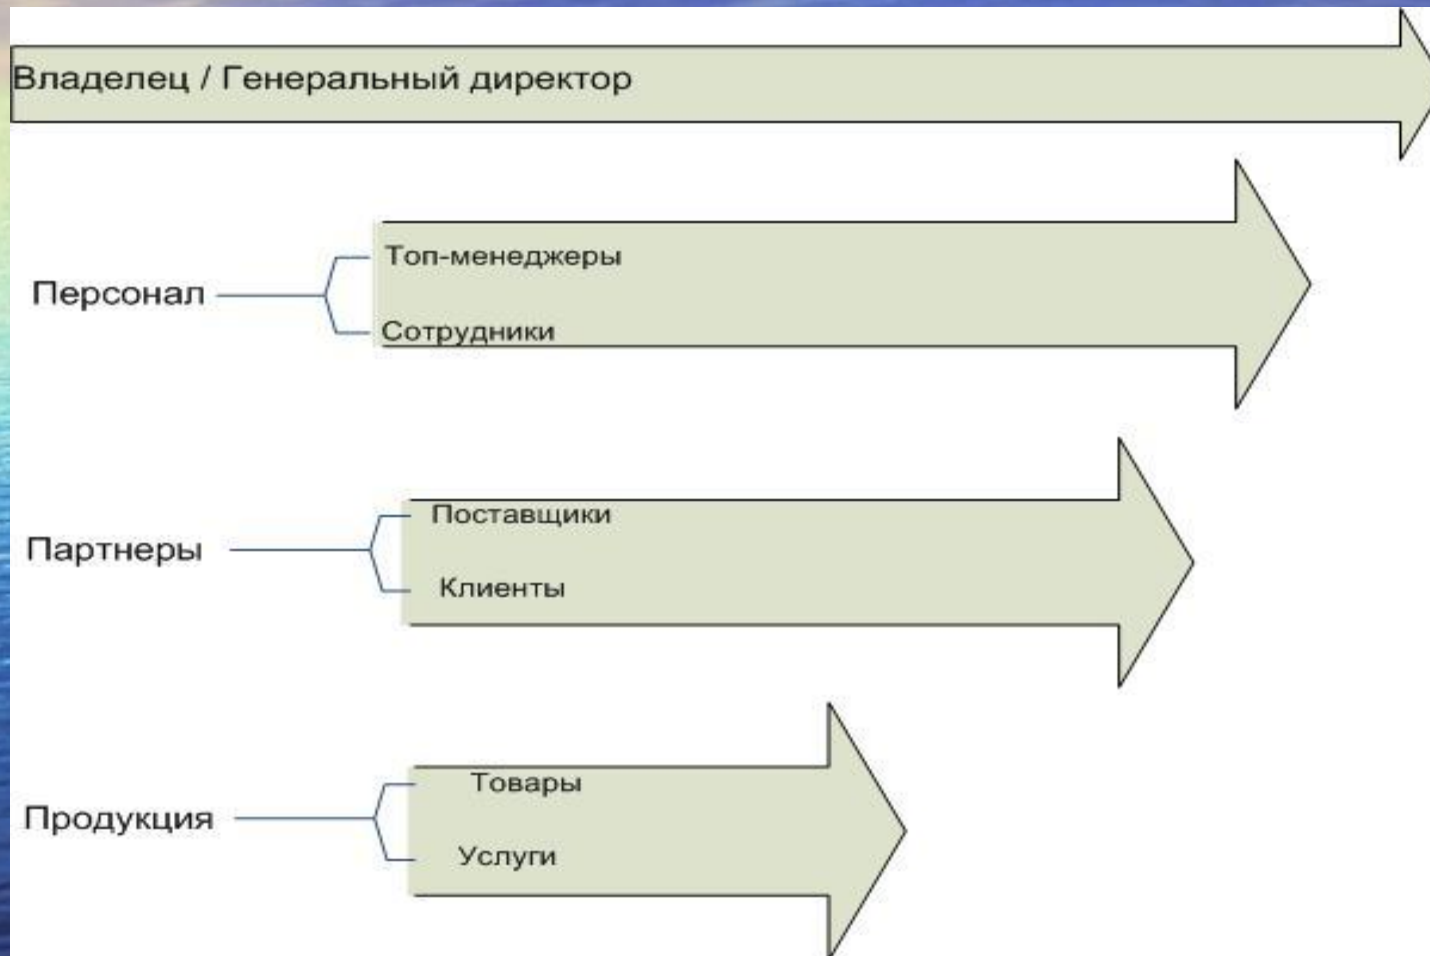 Владелец / Генеральный директор
Топ-менеджеры
Персонал
Сотрудники
Поставщики
Партнеры
Клиенты
Товары
Продукция
Услуги